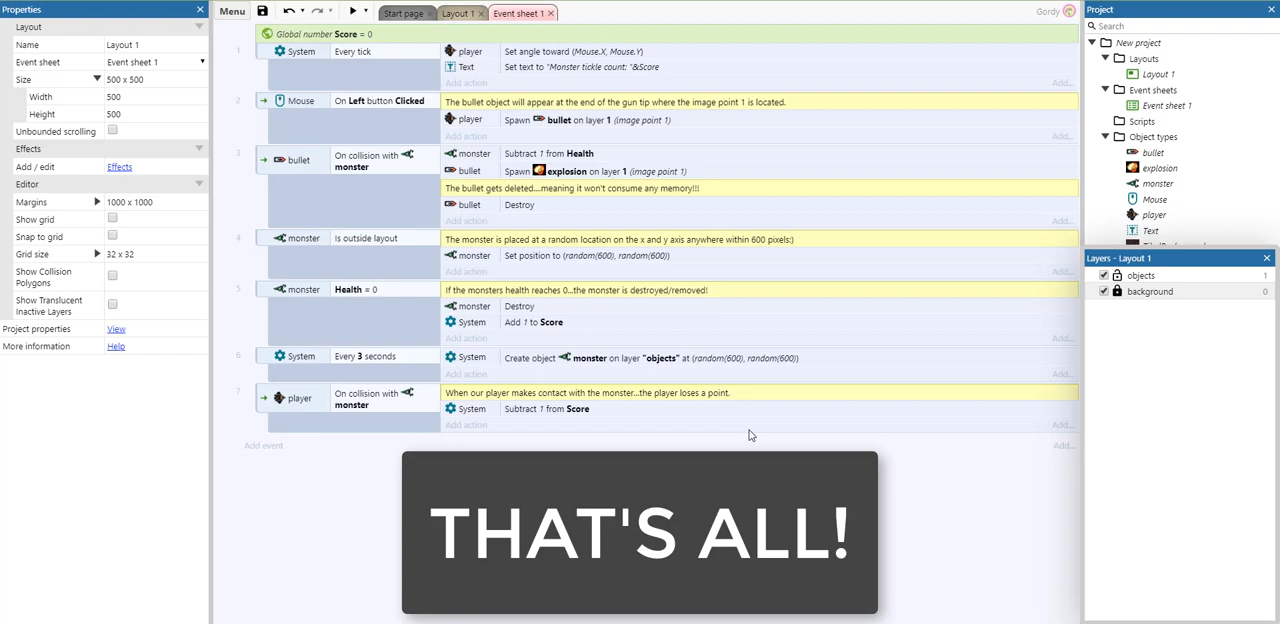 Properties
Layout
Name Layout 1
Event sheet Event sheet 1
Size 500 x 500
Width 500
Height 500
Unbounded scrolling
Effects
Add / edit Effects
Editor
Margins 1000 x 1000
Show grid
Snap to grid
Grid size 32 x 32
Show Collision
Polygons
Show Translucent
Inactive Layers
Project properties View
More information Help
Menu
Start page
Layout 1
Event sheet 1
Gordy
Global number Score = 0
1 System Every tick player Set angle toward (Mouse.X, Mouse.Y)
Text Set text to "Monster tickle count: "&Score
Add action Add...
2 Mouse On Left button Clicked The bullet object will appear at the end of the gun tip where the image point 1 is located.
player Spawn bullet on layer 1 (image point 1)
Add action Add...
3 bullet On collision with monster monster Subtract 1 from Health
bullet Spawn explosion on layer 1 (image point 1)
The bullet gets deleted....meaning it won't consume any memory!!!
bullet Destroy
Add action Add...
4 monster Is outside layout The monster is placed at a random location on the x and y axis anywhere within 600 pixels:)
monster Set position to (random(600), random(600))
Add action Add...
5 monster Health = 0 If the monsters health reaches 0...the monster is destroyed/removed!
monster Destroy
System Add 1 to Score
Add action Add...
6 System Every 3 seconds System Create object monster on layer "objects" at (random(600), random(600))
Add action Add...
7 player On collision with monster When our player makes contact with the monster...the player loses a point.
System Subtract 1 from Score
Add action Add...
Add event Add...
THAT'S ALL!
Project
Search
New project
Layouts
Layout 1
Event sheets
Event sheet 1
Scripts
Object types
bullet
explosion
monster
Mouse
player
Text
Layers - Layout 1
objects 1
background 0